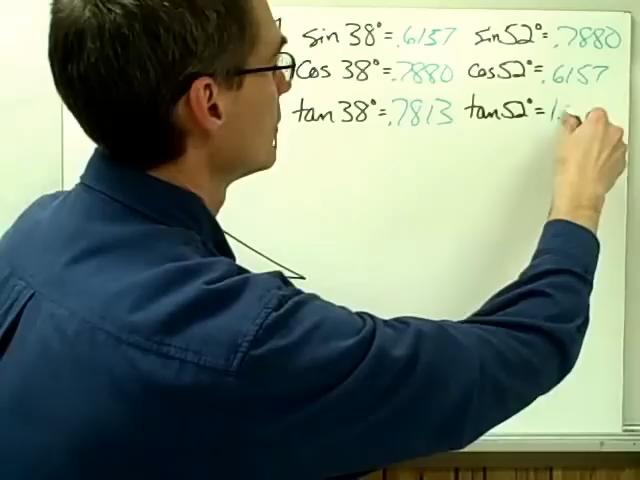 sin 38° = .6157 sin 52° = .7880
cos 38° = .7880 cos 52° = .6157
tan 38° = .7813 tan 52° = 1.